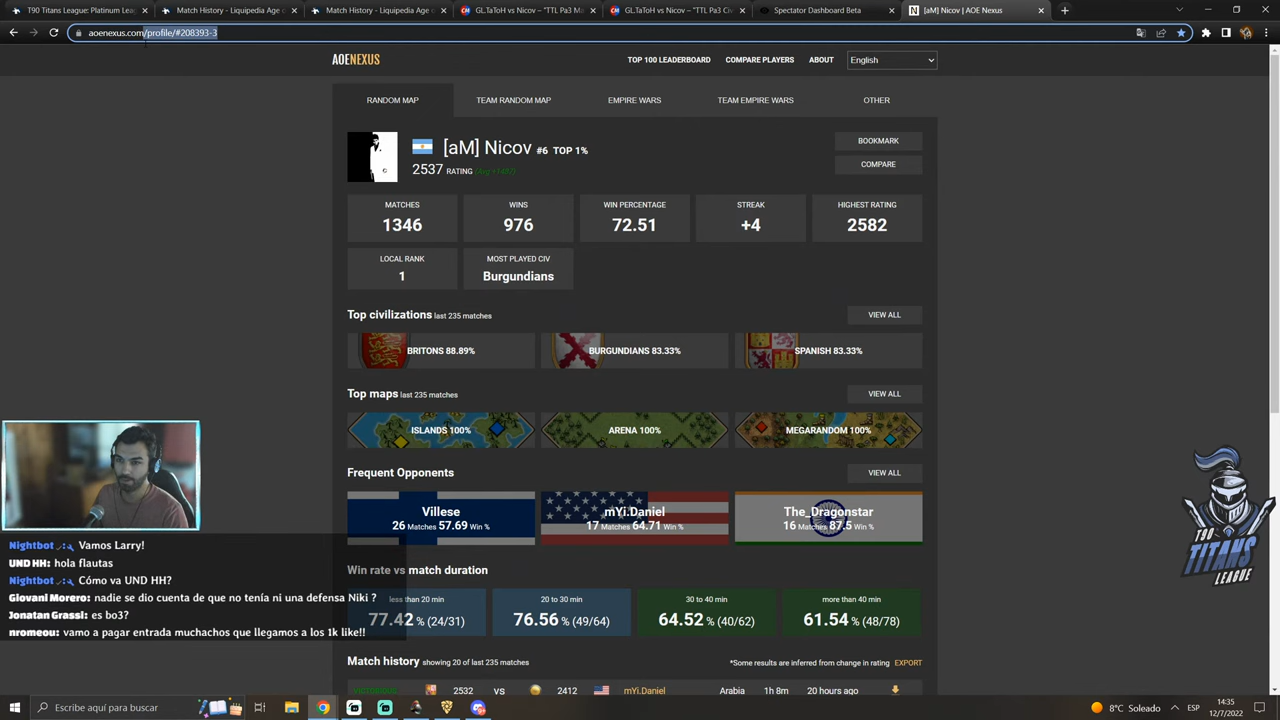 T90 Titans League: Platinum Leag
Match History - Liquipedia Age o
Match History - Liquipedia Age o
GL.TaToH vs Nicov – "TTL Pa3 Ma
GL.TaToH vs Nicov – "TTL Pa3 Civ
Spectator Dashboard Beta
[aM] Nicov | AOE Nexus
aoenexus.com/profile/#208393-3
AOENEXUS
TOP 100 LEADERBOARD
COMPARE PLAYERS
ABOUT
English
RANDOM MAP
TEAM RANDOM MAP
EMPIRE WARS
TEAM EMPIRE WARS
OTHER
[aM] Nicov #6 TOP 1%
2537 RATING
BOOKMARK
COMPARE
MATCHES
1346
WINS
976
WIN PERCENTAGE
72.51
STREAK
+4
HIGHEST RATING
2582
LOCAL RANK
1
MOST PLAYED CIV
Burgundians
Top civilizations last 235 matches
VIEW ALL
BRITONS 88.89%
BURGUNDIANS 83.33%
SPANISH 83.33%
Top maps last 235 matches
VIEW ALL
ISLANDS 100%
ARENA 100%
MEGARANDOM 100%
Frequent Opponents
VIEW ALL
Villese
26 Matches 57.69 Win %
mYi.Daniel
17 Matches 64.71 Win %
The_Dragonstar
16 Matches 87.5 Win %
Win rate vs match duration
less than 20 min
77.42 % (24/31)
20 to 30 min
76.56 % (49/64)
30 to 40 min
64.52 % (40/62)
more than 40 min
61.54 % (48/78)
Match history showing 20 of last 235 matches
*Some results are inferred from change in rating
EXPORT
VICTORIOUS
2532
vs
2412
mYi.Daniel
Arabia
1h 8m
20 hours ago
Nightbot : Vamos Larry!
UND HH: hola flautas
Nightbot : Cómo va UND HH?
Giovani Morero: nadie se dio cuenta de que no tenía ni una defensa Niki ?
Jonatan Grassi: es bo3?
nromeou: vamo a pagar entrada muchachos que llegamos a los 1k like!!
T90
TITANS
LEAGUE
Escribe aquí para buscar
8°C Soleado
ESP
14:35
12/7/2022